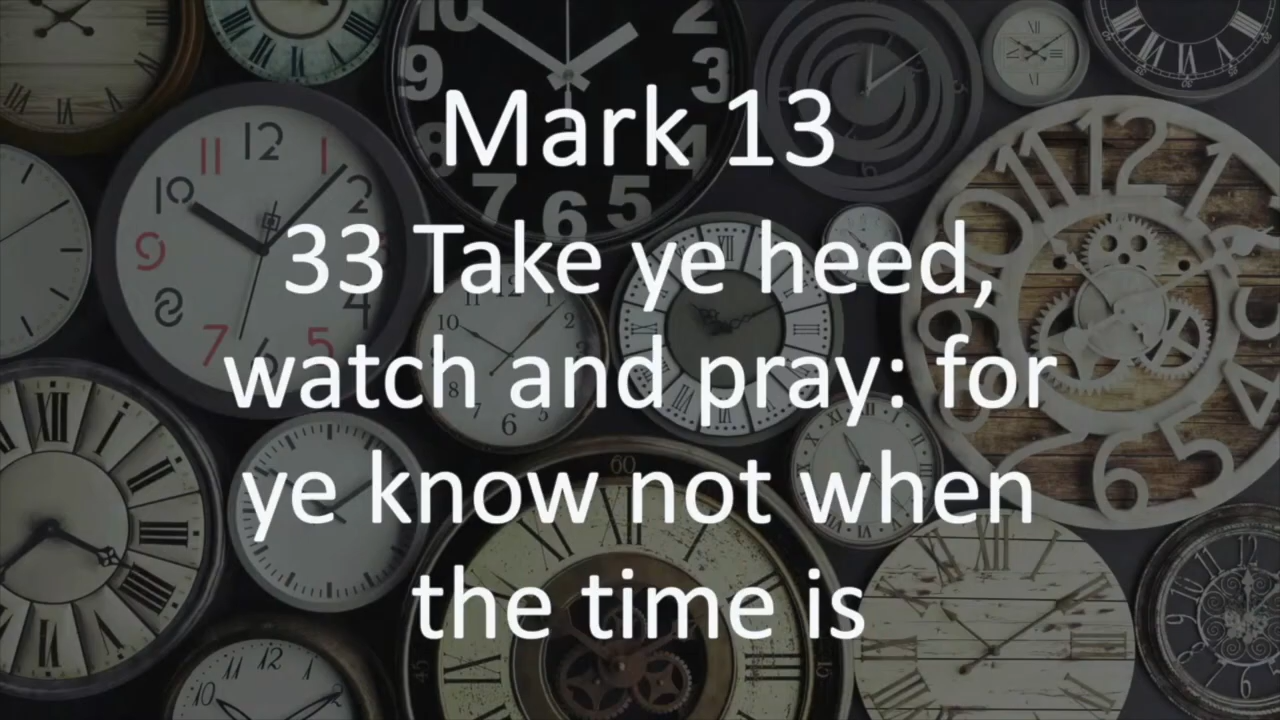 Mark 13
33 Take ye heed,
watch and pray: for
ye know not when
the time is